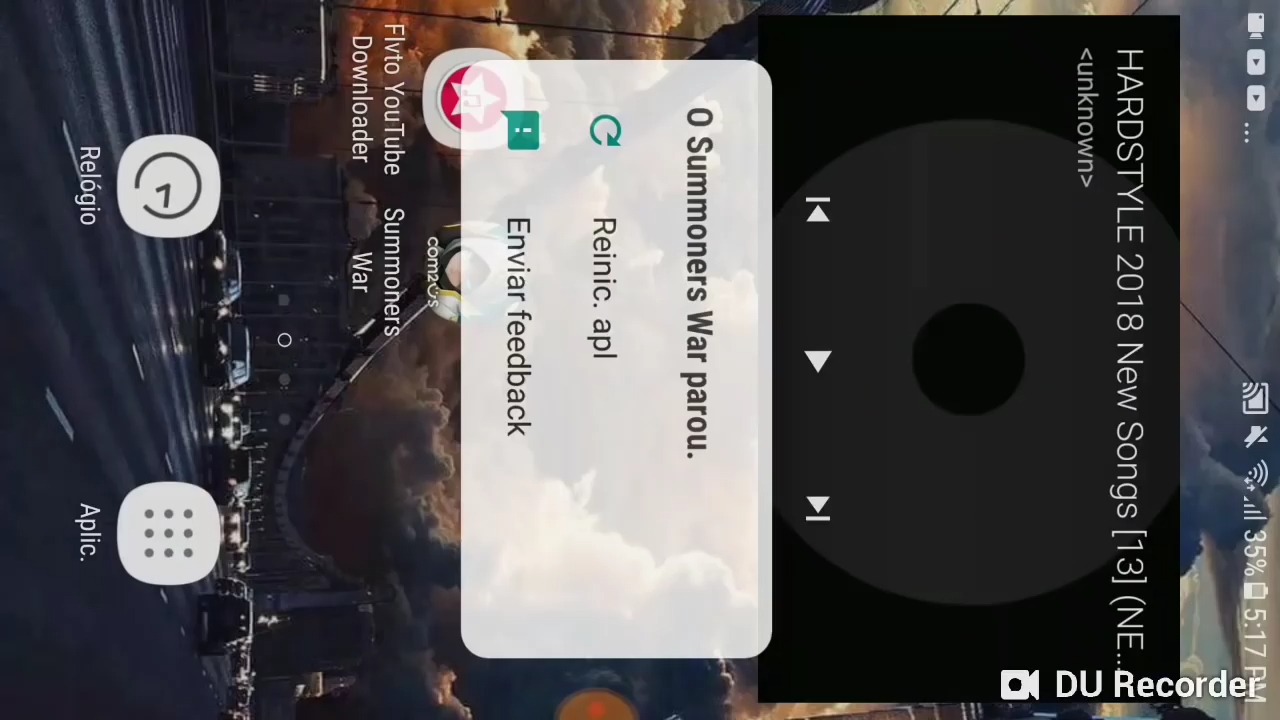 35% 5:17 PM
HARDSTYLE 2018 New Songs [13] (NE...
<unknown>
O Summoners War parou.
Reinic. apl
Enviar feedback
com2us
Flvto YouTube
Downloader
Summoners
War
Relógio
Aplic.
DU Recorder